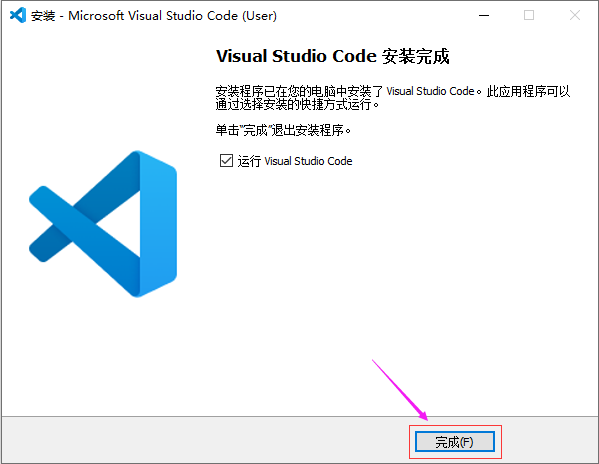 安装 - Microsoft Visual Studio Code (User)
Visual Studio Code 安装完成
安装程序已在您的电脑中安装了 Visual Studio Code。此应用程序可以
通过选择安装的快捷方式运行。
单击"完成"退出安装程序。
运行 Visual Studio Code
完成(F)